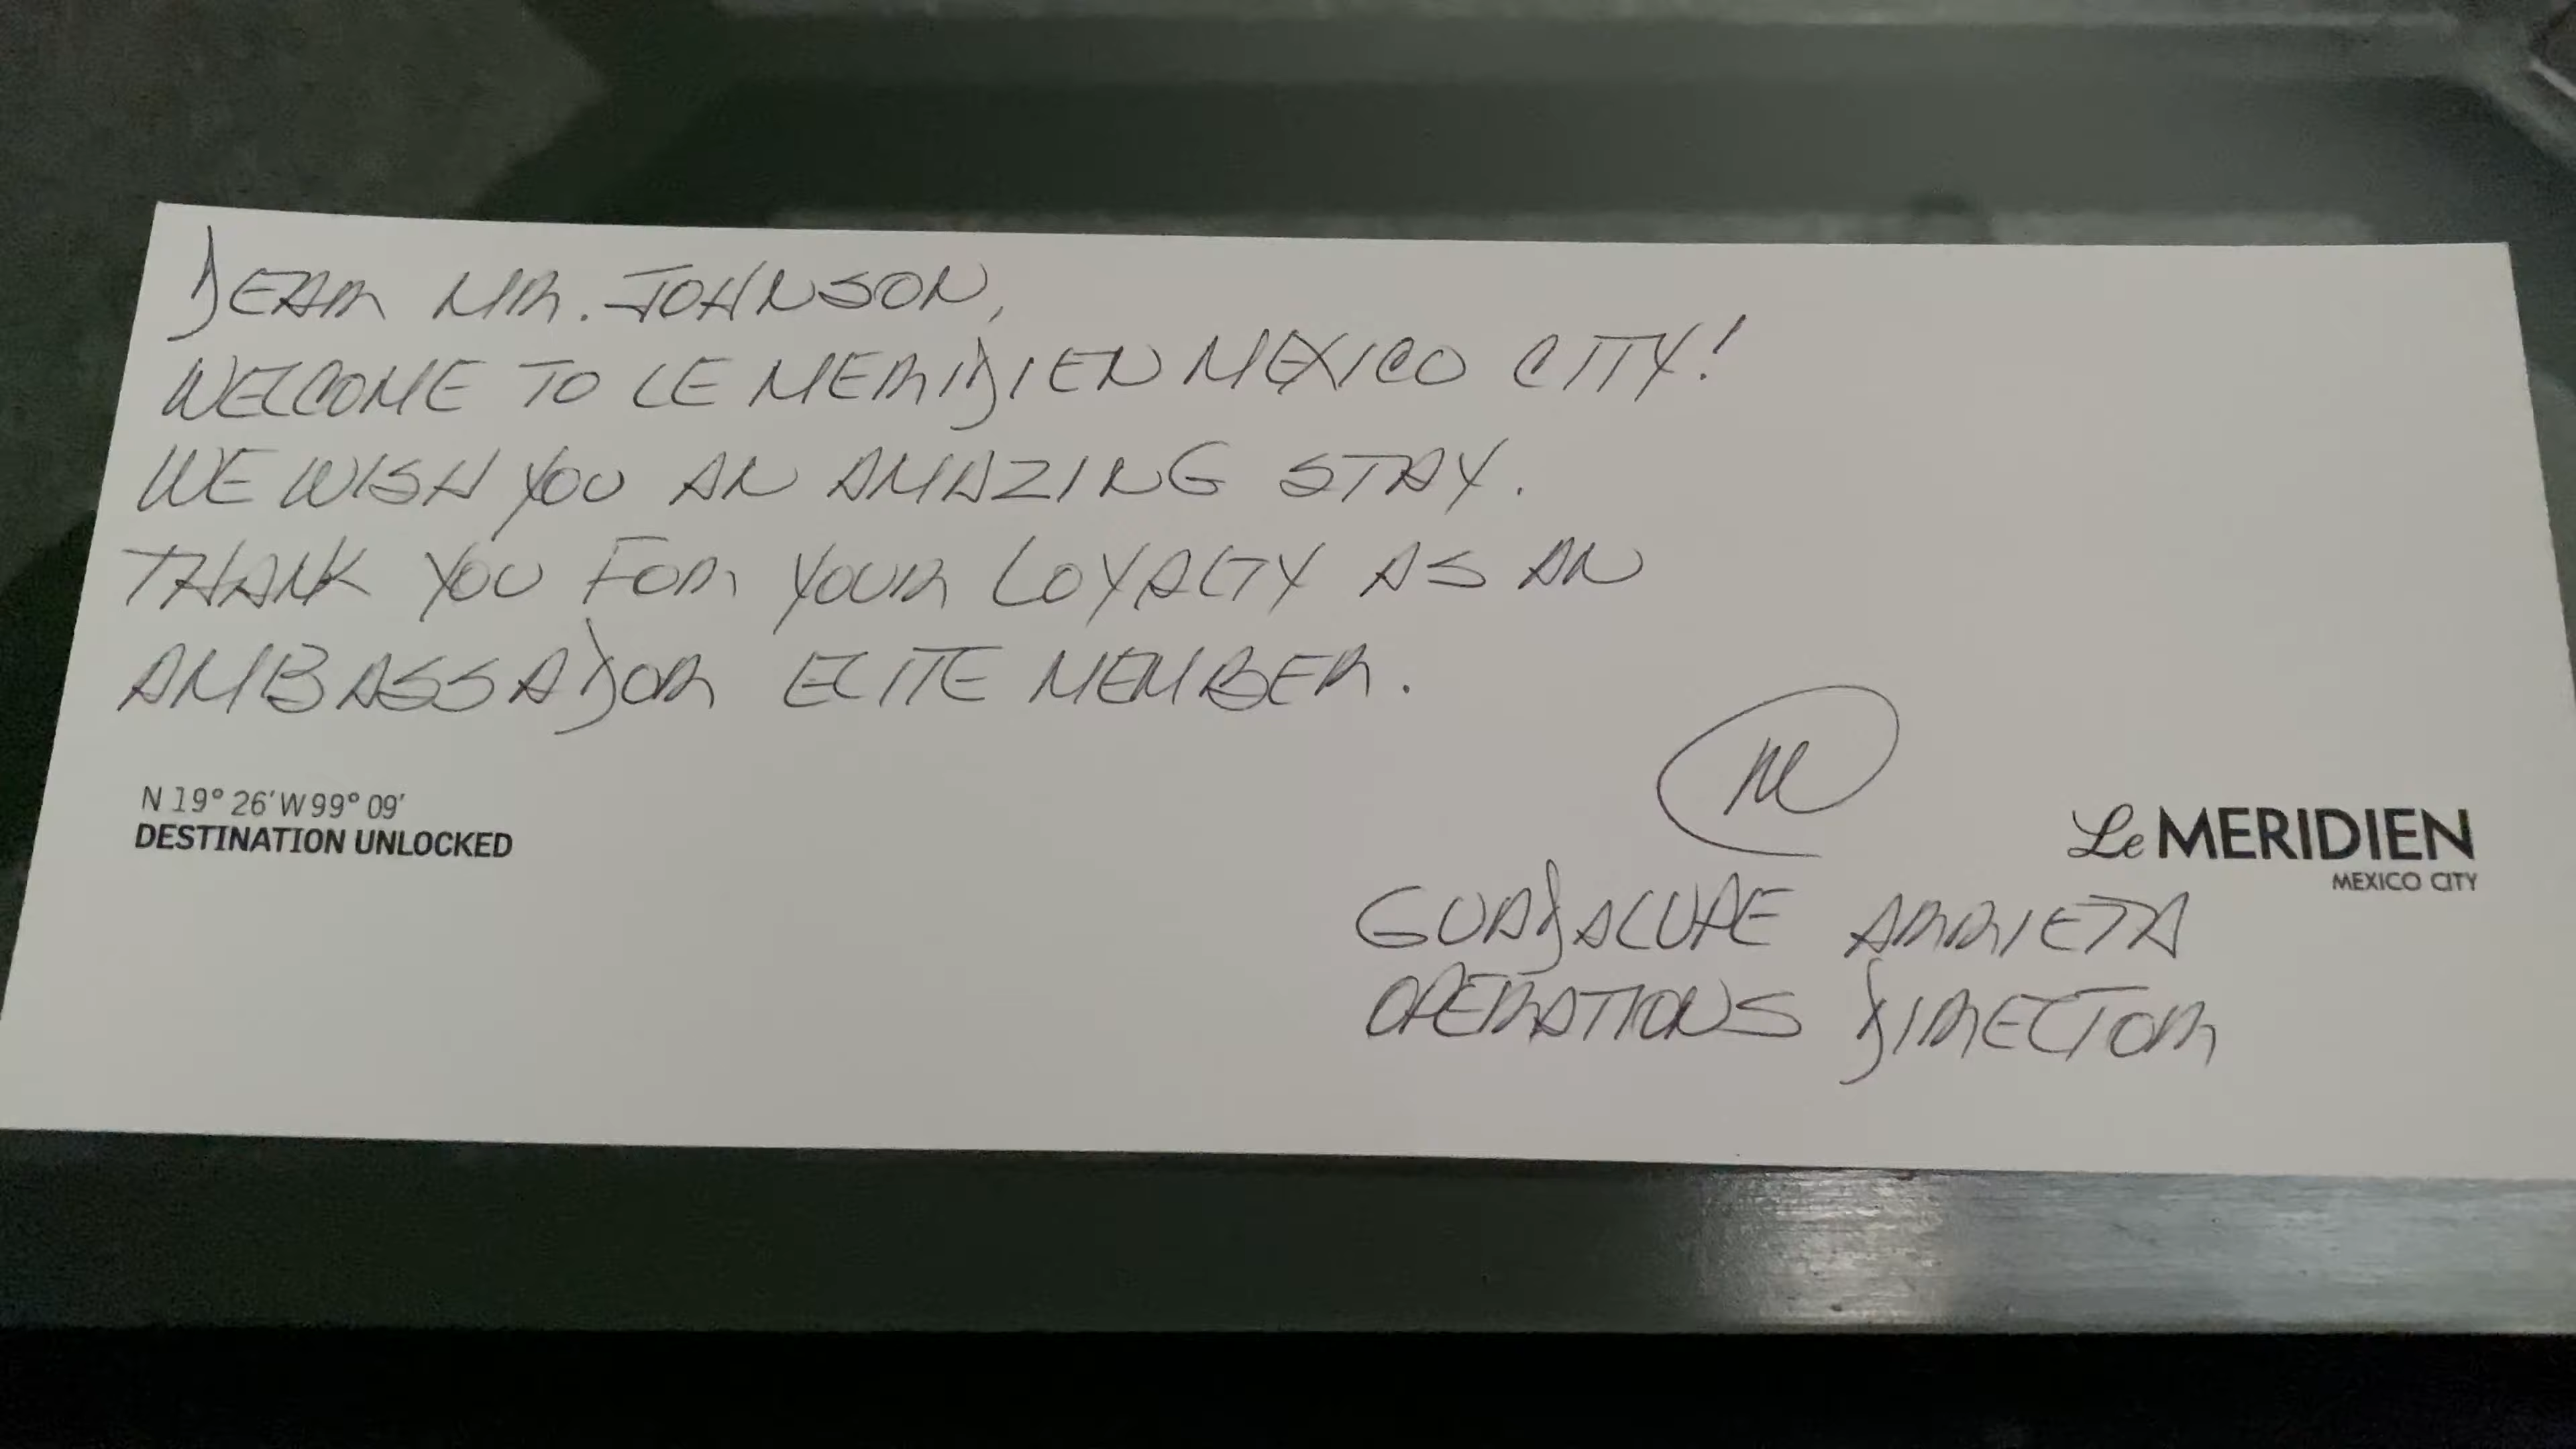 DEAR MR. JOHNSON,
WELCOME TO LE MERIDIEN MEXICO CITY!
WE WISH YOU AN AMAZING STAY.
THANK YOU FOR YOUR LOYALTY AS AN
AMBASSADOR ELITE MEMBER.
N 19° 26' W 99° 09'
DESTINATION UNLOCKED
Le MERIDIEN
MEXICO CITY
GUADALUPE ARRIETA
OPERATIONS DIRECTOR